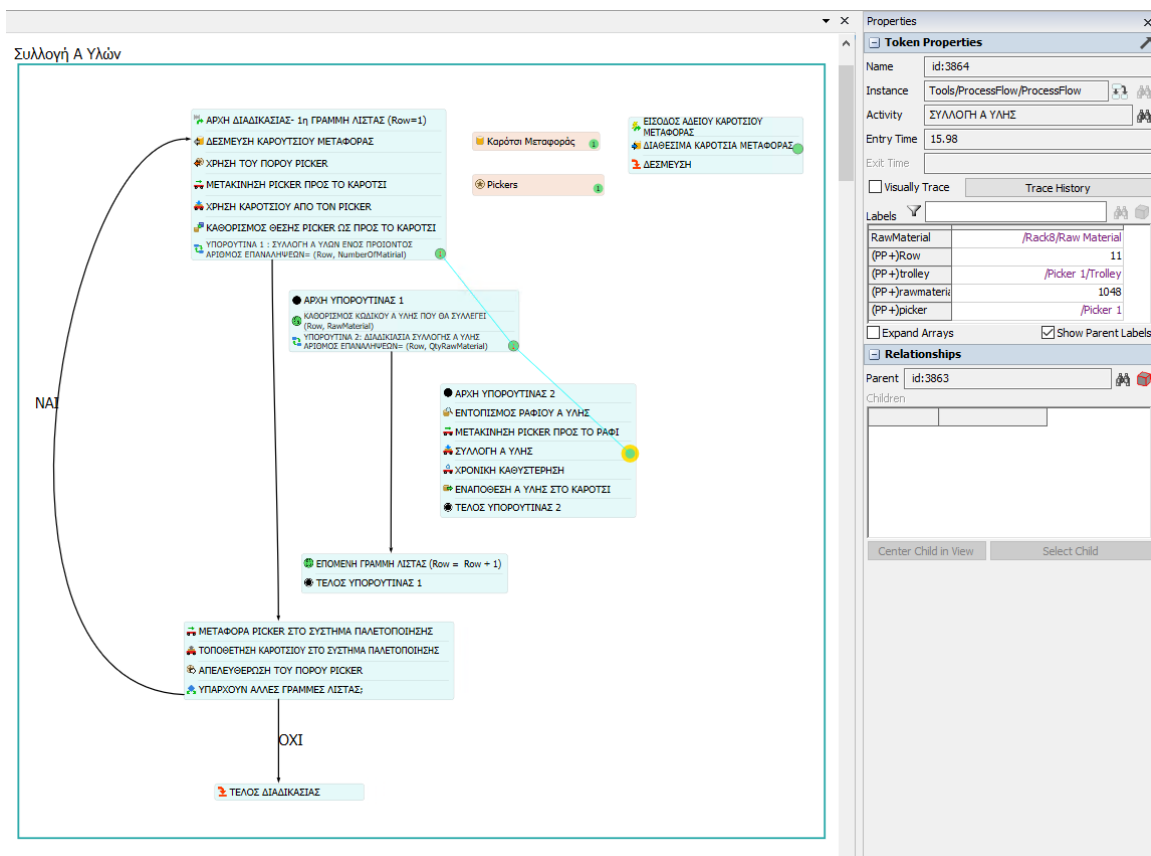 Συλλογή Α Υλών
ΑΡΧΗ ΔΙΑΔΙΚΑΣΙΑΣ- 1η ΓΡΑΜΜΗ ΛΙΣΤΑΣ (Row=1)
ΔΕΣΜΕΥΣΗ ΚΑΡΟΥΤΣΙΟΥ ΜΕΤΑΦΟΡΑΣ
ΧΡΗΣΗ ΤΟΥ ΠΟΡΟΥ PICKER
ΜΕΤΑΚΙΝΗΣΗ PICKER ΠΡΟΣ ΤΟ ΚΑΡΟΤΣΙ
ΧΡΗΣΗ ΚΑΡΟΤΣΙΟΥ ΑΠΟ ΤΟΝ PICKER
ΚΑΘΟΡΙΣΜΟΣ ΘΕΣΗΣ PICKER ΩΣ ΠΡΟΣ ΤΟ ΚΑΡΟΤΣΙ
ΥΠΟΡΟΥΤΙΝΑ 1 : ΣΥΛΛΟΓΗ Α ΥΛΩΝ ΕΝΟΣ ΠΡΟΙΟΝΤΟΣ
ΑΡΙΘΜΟΣ ΕΠΑΝΑΛΗΨΕΩΝ= (Row, NumberOfMatirial)
1
Καρότσι Μεταφοράς
1
Pickers
1
ΕΙΣΟΔΟΣ ΑΔΕΙΟΥ ΚΑΡΟΤΣΙΟΥ
ΜΕΤΑΦΟΡΑΣ
ΔΙΑΘΕΣΙΜΑ ΚΑΡΟΤΣΙΑ ΜΕΤΑΦΟΡΑΣ
ΔΕΣΜΕΥΣΗ
ΑΡΧΗ ΥΠΟΡΟΥΤΙΝΑΣ 1
ΚΑΘΟΡΙΣΜΟΣ ΚΩΔΙΚΟΥ Α ΥΛΗΣ ΠΟΥ ΘΑ ΣΥΛΛΕΓΕΙ
(Row, RawMaterial)
ΥΠΟΡΟΥΤΙΝΑ 2: ΔΙΑΔΙΚΙΑΣΙΑ ΣΥΛΛΟΓΗΣ Α ΥΛΗΣ
ΑΡΙΘΜΟΣ ΕΠΑΝΑΛΗΨΕΩΝ= (Row, QtyRawMaterial)
1
ΝΑΙ
ΑΡΧΗ ΥΠΟΡΟΥΤΙΝΑΣ 2
ΕΝΤΟΠΙΣΜΟΣ ΡΑΦΙΟΥ Α ΥΛΗΣ
ΜΕΤΑΚΙΝΗΣΗ PICKER ΠΡΟΣ ΤΟ ΡΑΦΙ
ΣΥΛΛΟΓΗ Α ΥΛΗΣ
ΧΡΟΝΙΚΗ ΚΑΘΥΣΤΕΡΗΣΗ
ΕΝΑΠΟΘΕΣΗ Α ΥΛΗΣ ΣΤΟ ΚΑΡΟΤΣΙ
ΤΕΛΟΣ ΥΠΟΡΟΥΤΙΝΑΣ 2
ΕΠΟΜΕΝΗ ΓΡΑΜΜΗ ΛΙΣΤΑΣ (Row = Row + 1)
ΤΕΛΟΣ ΥΠΟΡΟΥΤΙΝΑΣ 1
ΜΕΤΑΦΟΡΑ PICKER ΣΤΟ ΣΥΣΤΗΜΑ ΠΑΛΕΤΟΠΟΙΗΣΗΣ
ΤΟΠΟΘΕΤΗΣΗ ΚΑΡΟΤΣΙΟΥ ΣΤΟ ΣΥΣΤΗΜΑ ΠΑΛΕΤΟΠΟΙΗΣΗΣ
ΑΠΕΛΕΥΘΕΡΩΣΗ ΤΟΥ ΠΟΡΟΥ PICKER
ΥΠΑΡΧΟΥΝ ΑΛΛΕΣ ΓΡΑΜΜΕΣ ΛΙΣΤΑΣ;
ΟΧΙ
ΤΕΛΟΣ ΔΙΑΔΙΚΑΣΙΑΣ
Properties
Token Properties
Name id:3864
Instance Tools/ProcessFlow/ProcessFlow
Activity ΣΥΛΛΟΓΗ Α ΥΛΗΣ
Entry Time 15.98
Exit Time
Visually Trace Trace History
Labels
RawMaterial /Rack8/Raw Material
(PP+)Row 11
(PP+)trolley /Picker 1/Trolley
(PP+)rawmateria 1048
(PP+)picker /Picker 1
Expand Arrays Show Parent Labels
Relationships
Parent id:3863
Children
Center Child in View Select Child